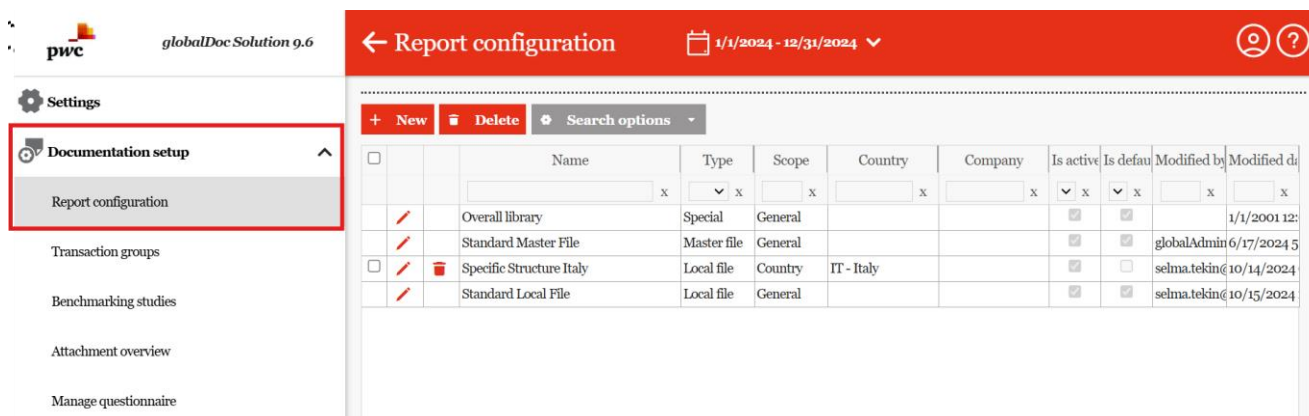 pwc globalDoc Solution 9.6
Report configuration 1/1/2024 - 12/31/2024 ?
Settings
Documentation setup
Report configuration
Transaction groups
Benchmarking studies
Attachment overview
Manage questionnaire
+ New Delete Search options
Name Type Scope Country Company Is active Is defau Modified by Modified da
x x x x x x x x x
Overall library Special General 1/1/2001 12:
Standard Master File Master file General globalAdmin 6/17/2024 5
Specific Structure Italy Local file Country IT - Italy selma.tekin@ 10/14/2024
Standard Local File Local file General selma.tekin@ 10/15/2024